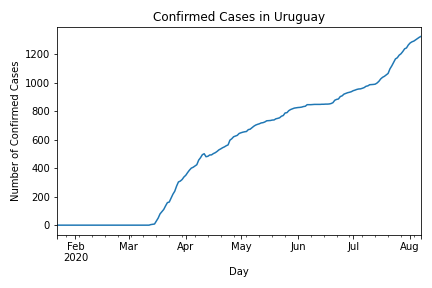 Confirmed Cases in Uruguay
Number of Confirmed Cases
1200
1000
800
600
400
200
0
Feb Mar Apr May Jun Jul Aug
2020
Day